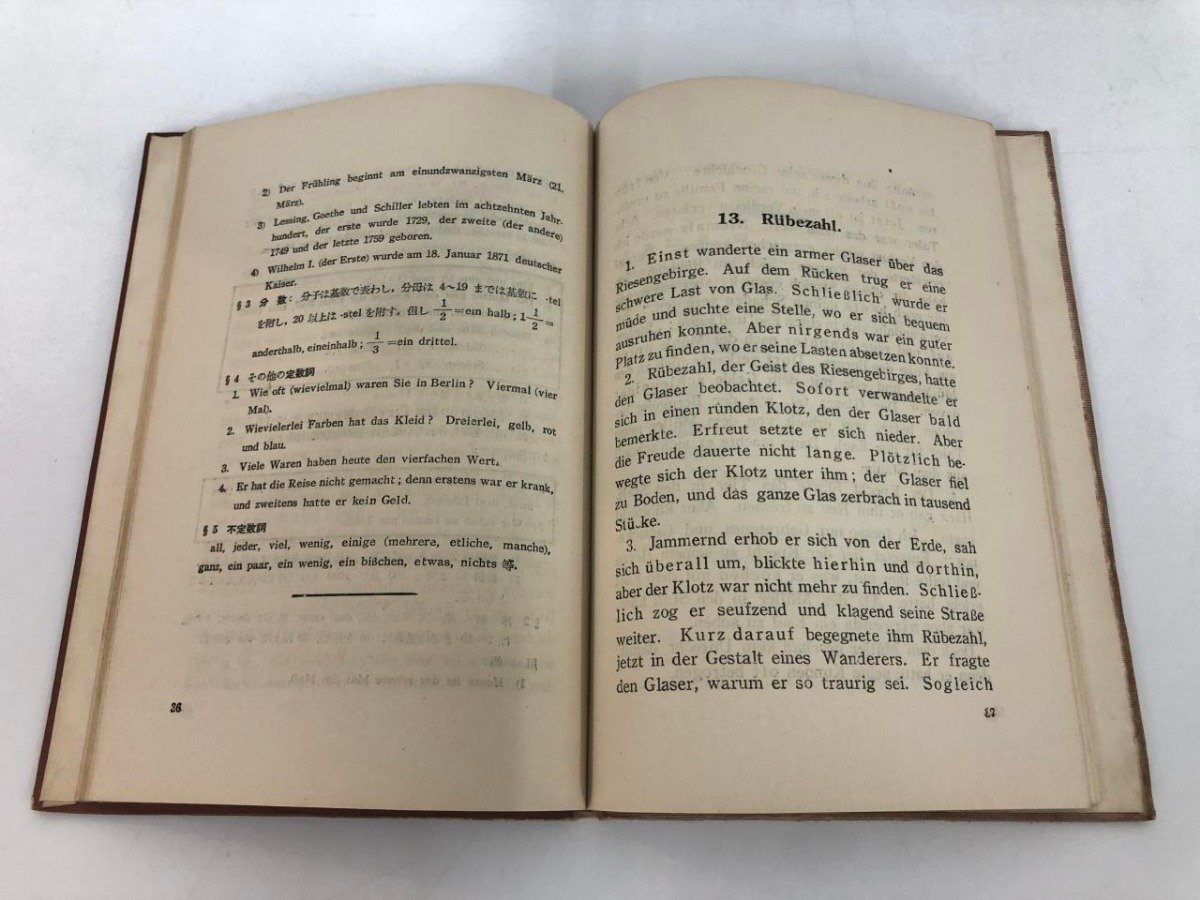 2) Der Frühling beginnt am einundzwanzigsten März (21.
März).
3) Lessing, Goethe und Schiller lebten im achtzehnten Jahr-
hundert, der erste wurde 1729, der zweite (der andere)
1749 und der letzte 1759 geboren.
4) Wilhelm I. (der Erste) wurde am 18. Januar 1871 deutscher
Kaiser.
§3 分 数: 分子は基数で表わし, 分母は 4〜19 までは基数に -tel
を附し, 20 以上は -stel を附す. 但し 1/2 =ein halb; 1 1/2 =
anderthalb, eineinhalb; 1/3 =ein drittel.
§4 その他の定数詞
1. Wie oft (wievielmal) waren Sie in Berlin? Viermal (vier
Mal).
2. Wievielerlei Farben hat das Kleid? Dreierlei, gelb, rot
und blau.
3. Viele Waren haben heute den vierfachen Wert.
4. Er hat die Reise nicht gemacht; denn erstens war er krank,
und zweitens hatte er kein Geld.
§5 不定数詞
all, jeder, viel, wenig, einige (mehrere, etliche, manche),
ganz, ein paar, ein wenig, ein bißchen, etwas, nichts 等.
36
13. Rübezahl.
1. Einst wanderte ein armer Glaser über das
Riesengebirge. Auf dem Rücken trug er eine
schwere Last von Glas. Schließlich wurde er
müde und suchte eine Stelle, wo er sich bequem
ausruhen konnte. Aber nirgends war ein guter
Platz zu finden, wo er seine Lasten absetzen konnte.
2. Rübezahl, der Geist des Riesengebirges, hatte
den Glaser beobachtet. Sofort verwandelte er
sich in einen runden Klotz, den der Glaser bald
bemerkte. Erfreut setzte er sich nieder. Aber
die Freude dauerte nicht lange. Plötzlich be-
wegte sich der Klotz unter ihm; der Glaser fiel
zu Boden, und das ganze Glas zerbrach in tausend
Stücke.
3. Jammernd erhob er sich von der Erde, sah
sich überall um, blickte hierhin und dorthin,
aber der Klotz war nicht mehr zu finden. Schließ-
lich zog er seufzend und klagend seine Straße
weiter. Kurz darauf begegnete ihm Rübezahl,
jetzt in der Gestalt eines Wanderers. Er fragte
den Glaser, warum er so traurig sei. Sogleich
37